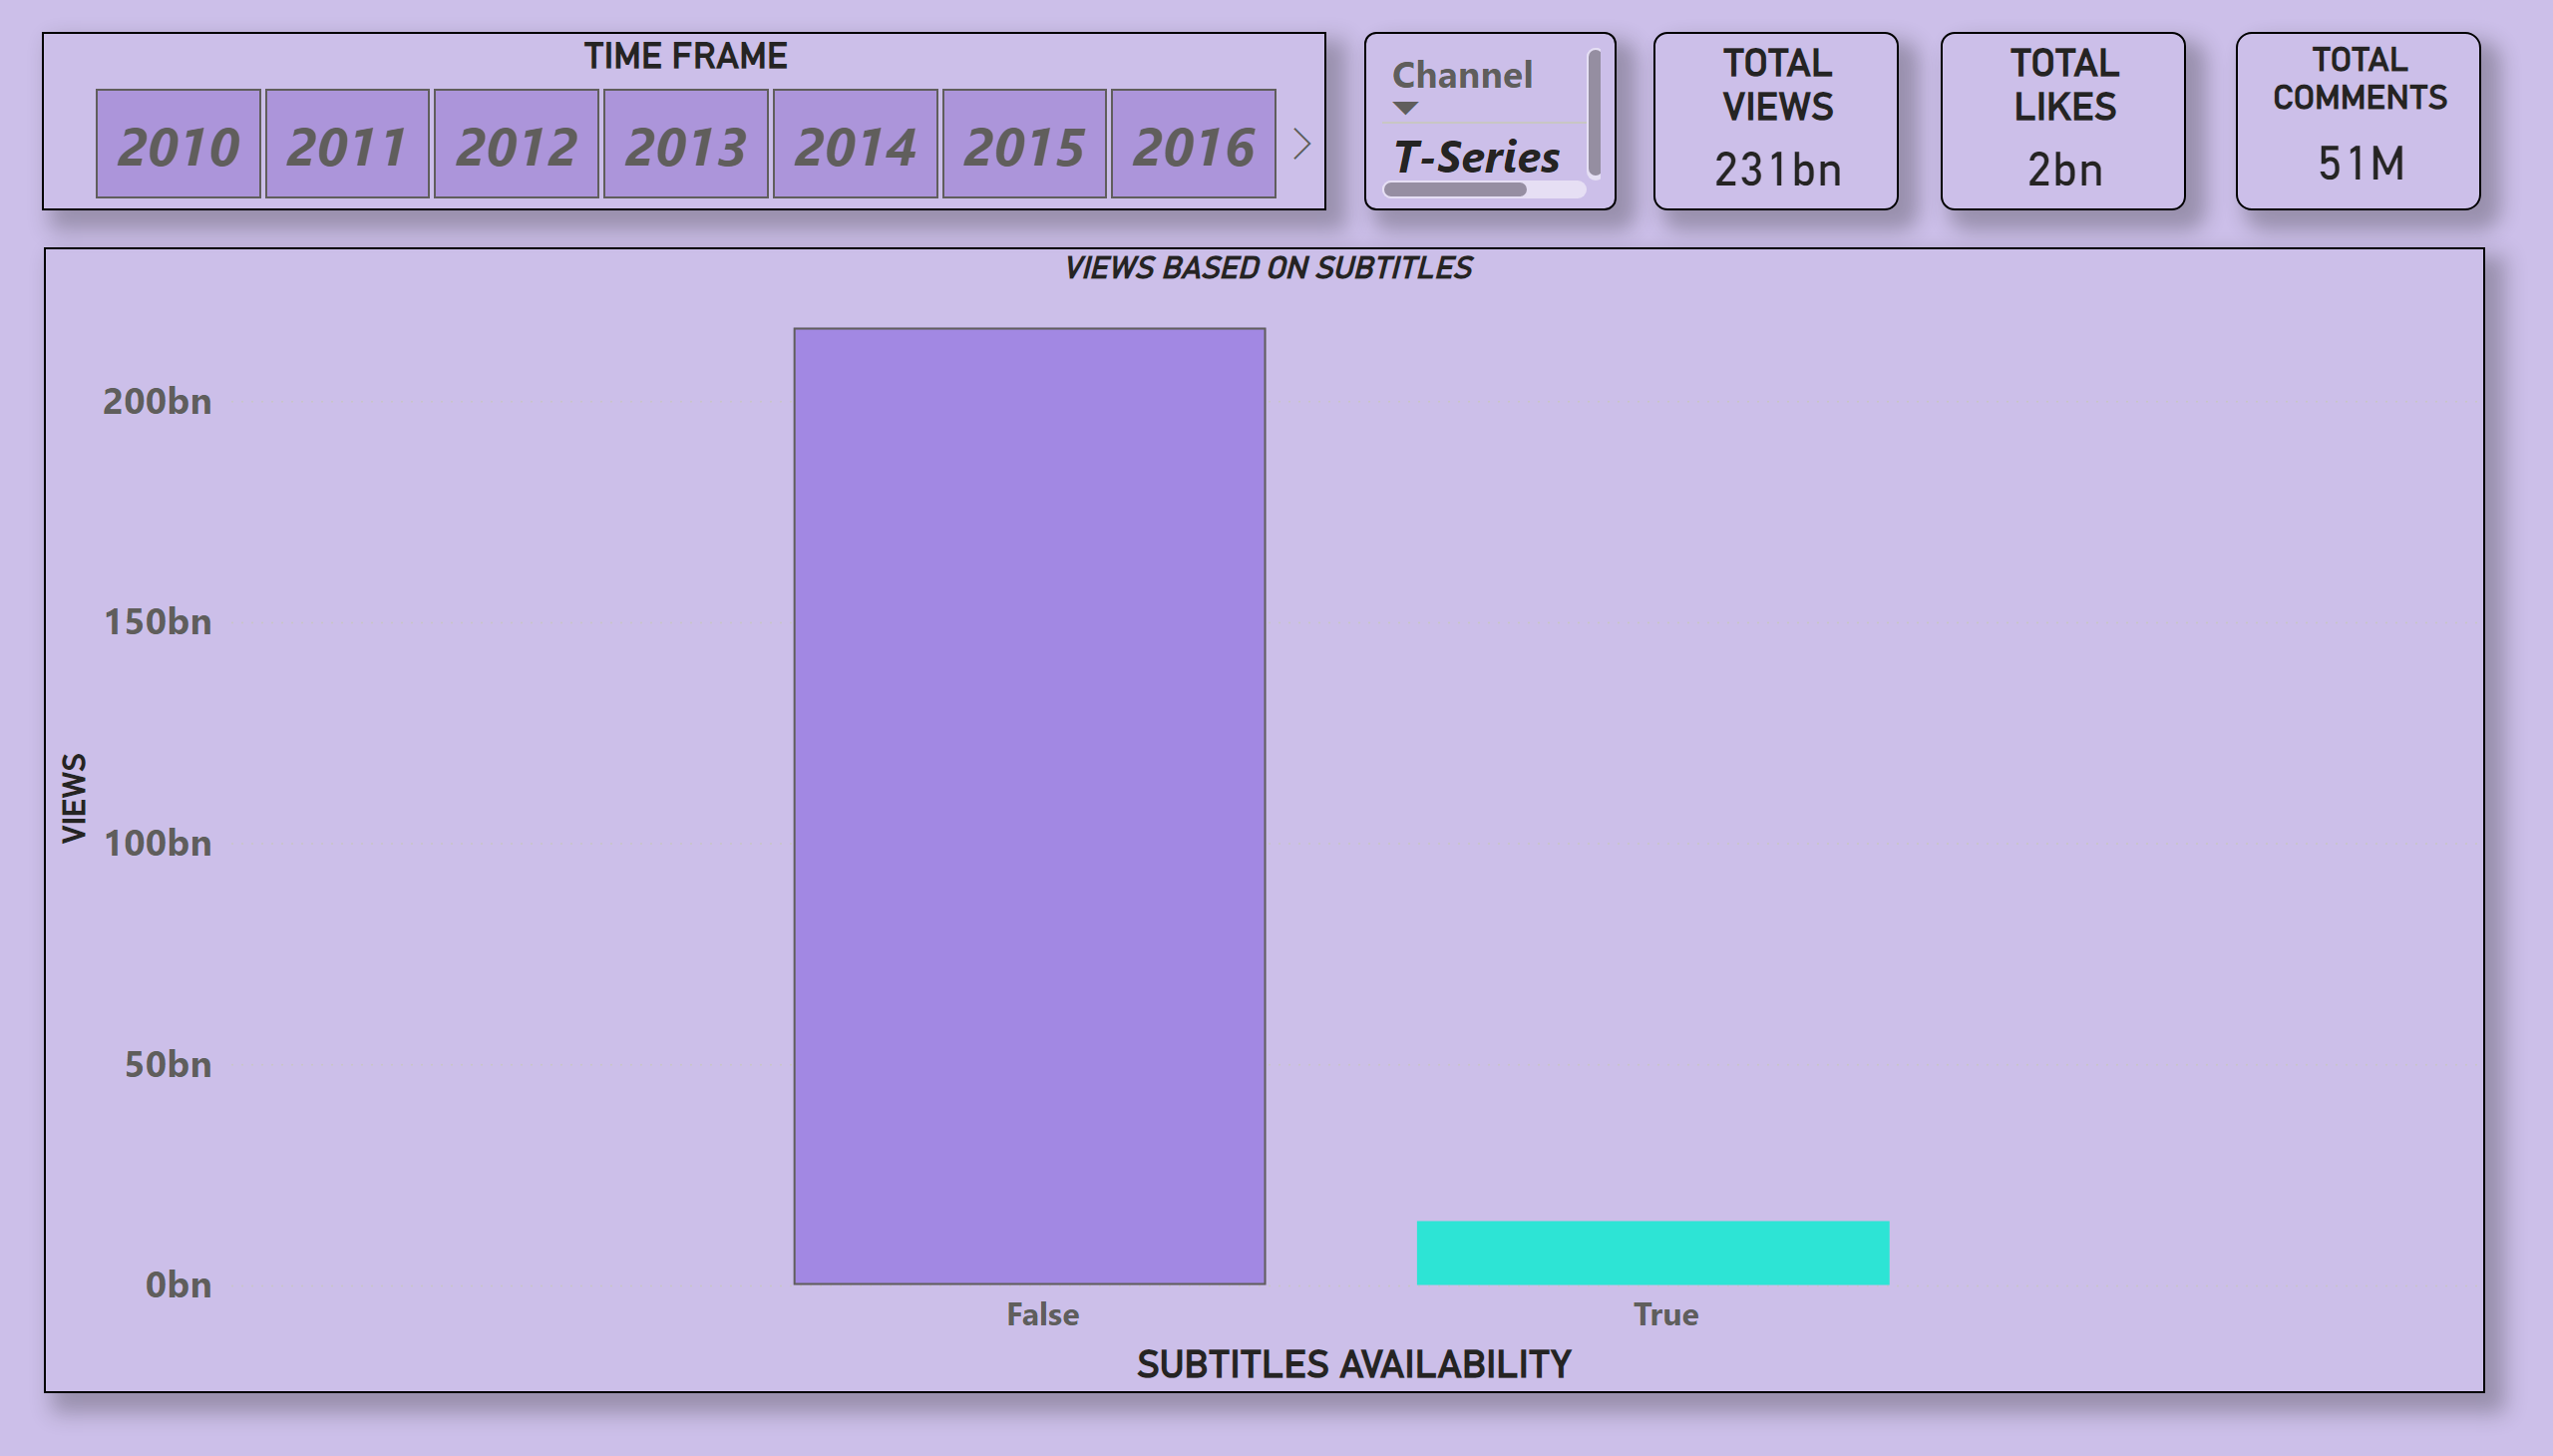 TIME FRAME
2010 2011 2012 2013 2014 2015 2016
Channel
T-Series
TOTAL
VIEWS
231bn
TOTAL
LIKES
2bn
TOTAL
COMMENTS
51M
VIEWS BASED ON SUBTITLES
VIEWS
200bn
150bn
100bn
50bn
0bn
False True
SUBTITLES AVAILABILITY